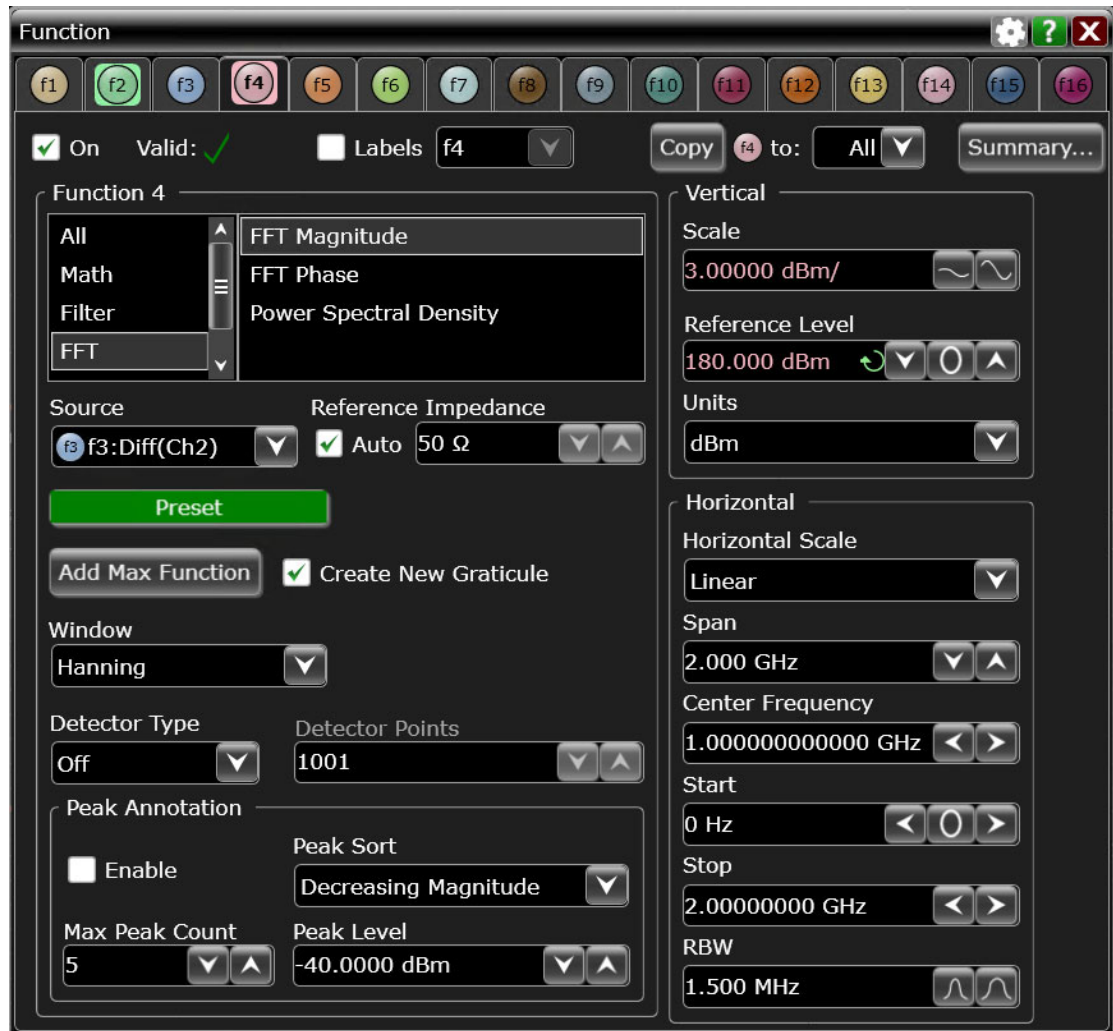 Function
?
X
f1 f2 f3 f4 f5 f6 f7 f8 f9 f10 f11 f12 f13 f14 f15 f16
On Valid: Labels f4 Copy f4 to: All Summary...
Function 4
All
Math
Filter
FFT
FFT Magnitude
FFT Phase
Power Spectral Density
Source
f3 f3:Diff(Ch2)
Reference Impedance
Auto 50 Ω
Preset
Add Max Function Create New Graticule
Window
Hanning
Detector Type
Off
Detector Points
1001
Peak Annotation
Enable
Peak Sort
Decreasing Magnitude
Max Peak Count
5
Peak Level
-40.0000 dBm
Vertical
Scale
3.00000 dBm/
Reference Level
180.000 dBm 0
Units
dBm
Horizontal
Horizontal Scale
Linear
Span
2.000 GHz
Center Frequency
1.000000000000 GHz
Start
0 Hz 0
Stop
2.00000000 GHz
RBW
1.500 MHz